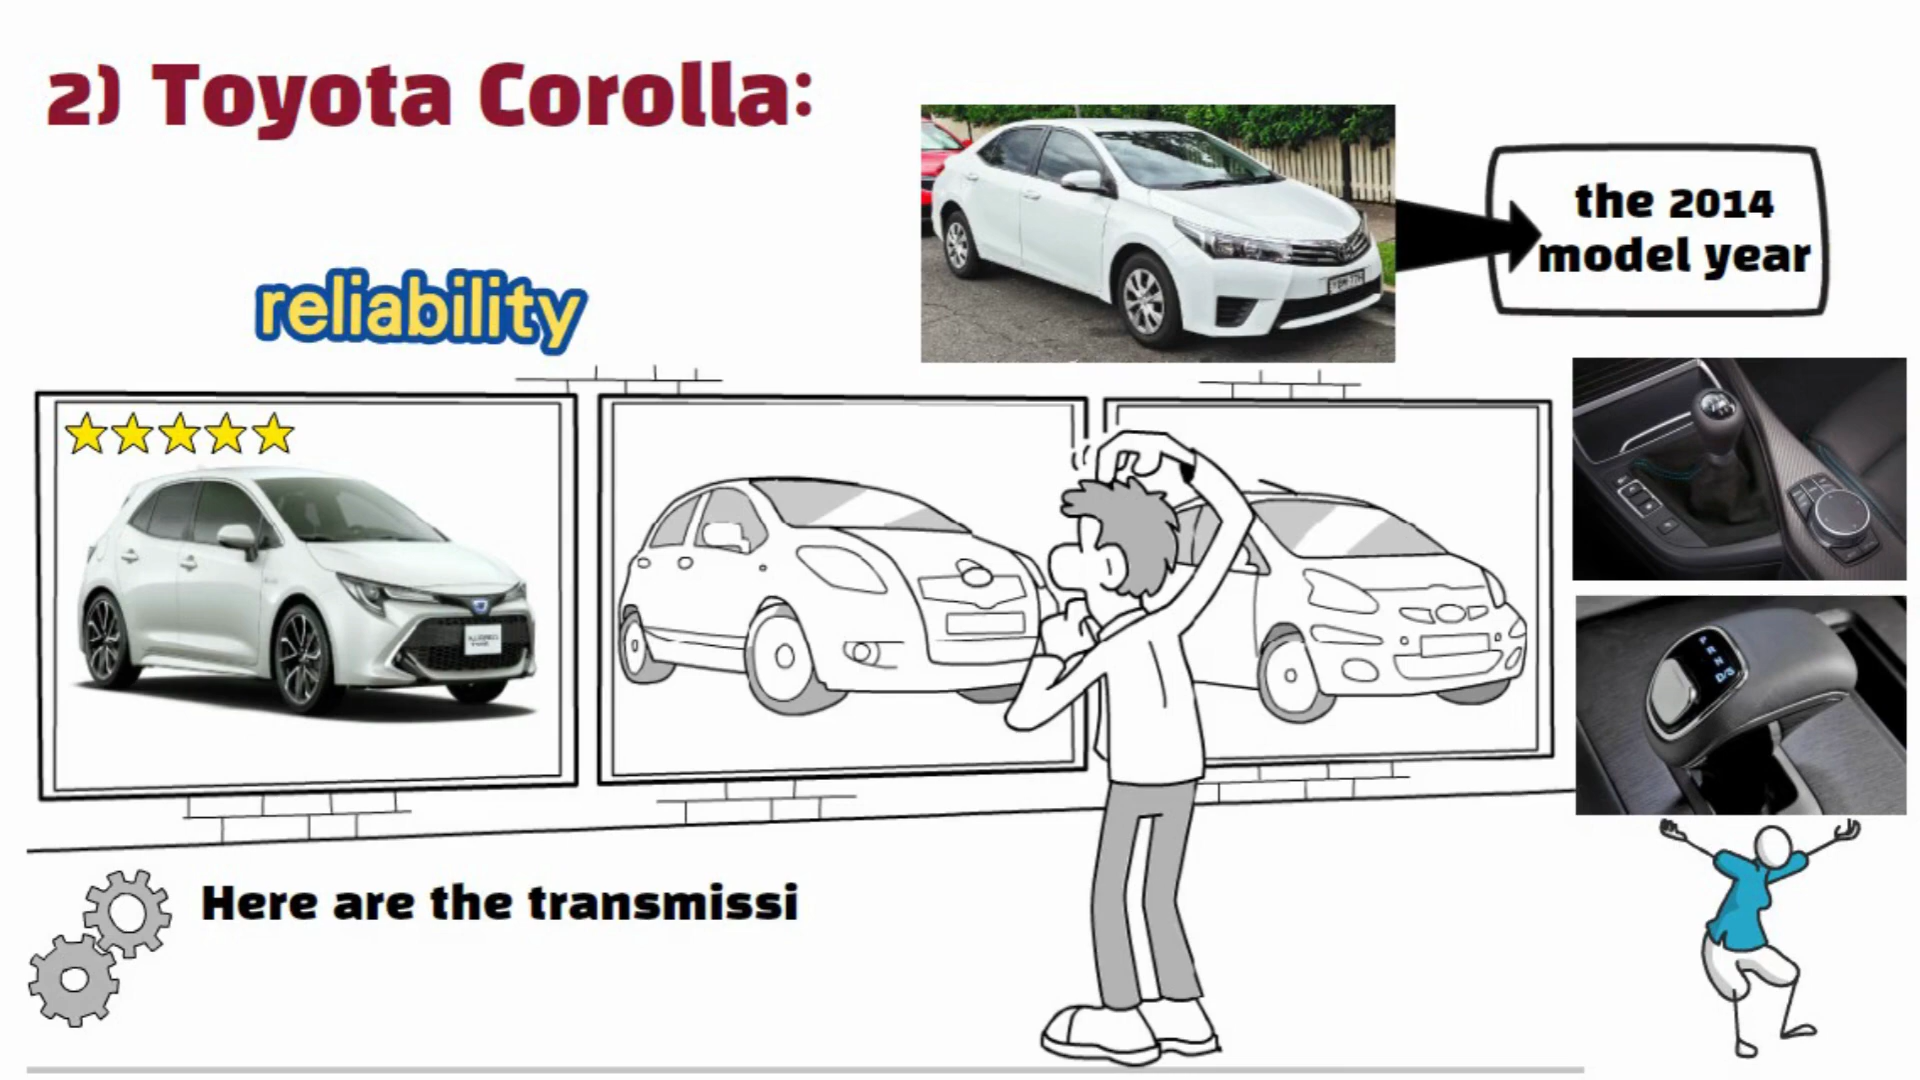 2) Toyota Corolla:
the 2014
model year
reliability
P
R
N
D/S
Here are the transmissi